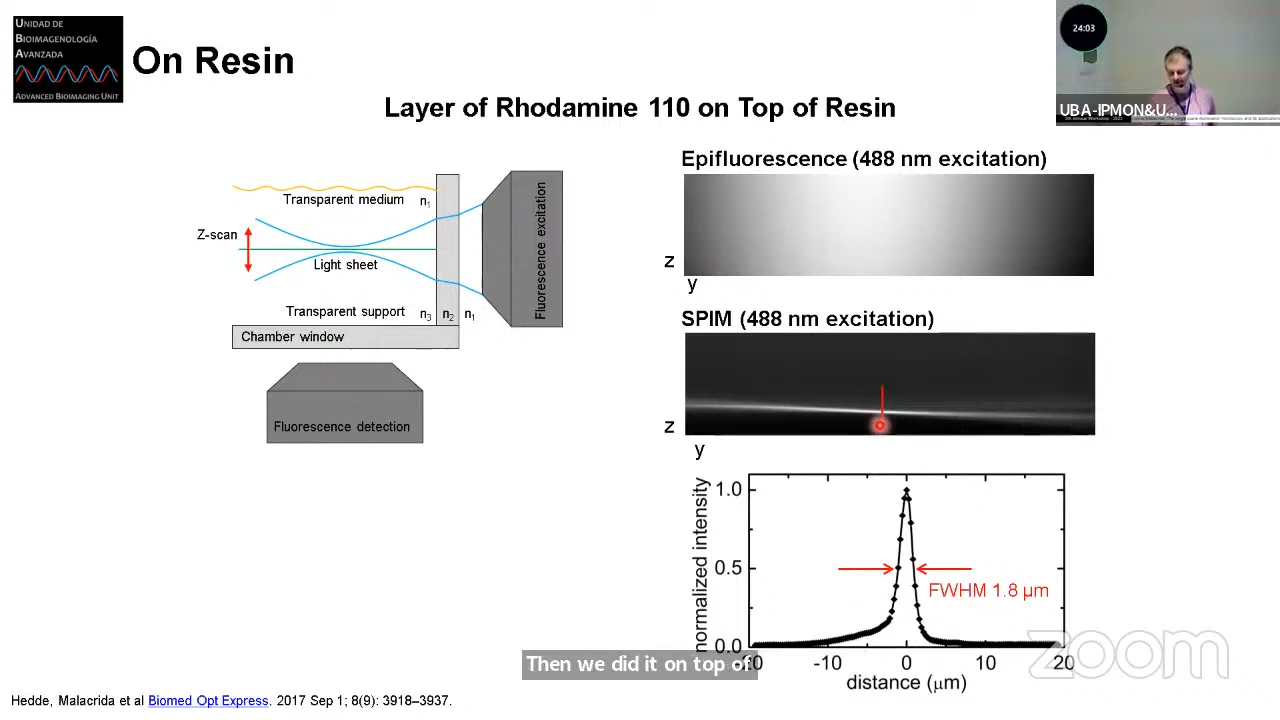 UNIDAD DE
BIOIMAGENOLOGÍA
AVANZADA
ADVANCED BIOIMAGING UNIT
On Resin
24:03
UBA-IPMON&U...
Layer of Rhodamine 110 on Top of Resin
Transparent medium n1
Z-scan
Light sheet
Transparent support n3 n2 n1
Chamber window
Fluorescence excitation
Fluorescence detection
Epifluorescence (488 nm excitation)
z
y
SPIM (488 nm excitation)
z
y
normalized intensity
1.0
0.5
0.0
FWHM 1.8 µm
-10 0 10 20
distance (µm)
Then we did it on top of
zoom
Hedde, Malacrida et al Biomed Opt Express. 2017 Sep 1; 8(9): 3918–3937.